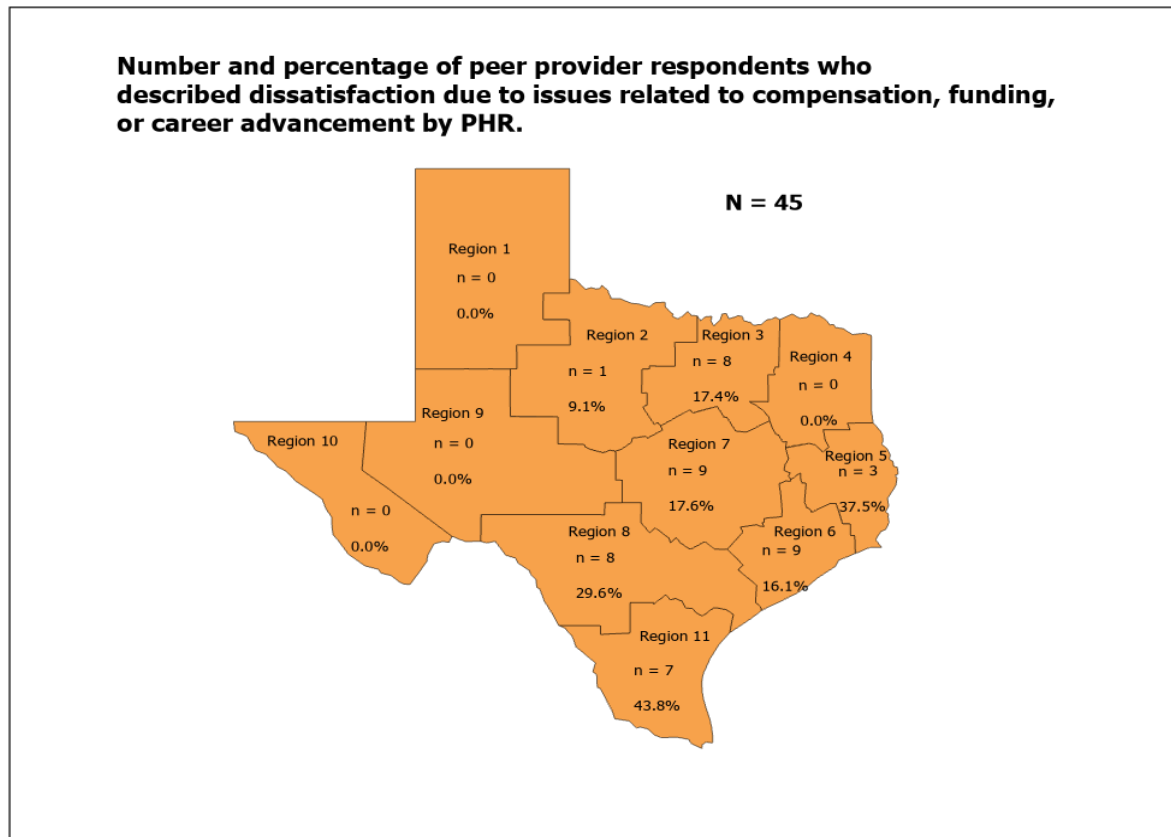 Number and percentage of peer provider respondents who
described dissatisfaction due to issues related to compensation, funding,
or career advancement by PHR.
N = 45
Region 1
n = 0
0.0%
Region 2
n = 1
9.1%
Region 3
n = 8
17.4%
Region 4
n = 0
0.0%
Region 9
n = 0
0.0%
Region 10
n = 0
0.0%
Region 7
n = 9
17.6%
Region 5
n = 3
37.5%
Region 8
n = 8
29.6%
Region 6
n = 9
16.1%
Region 11
n = 7
43.8%